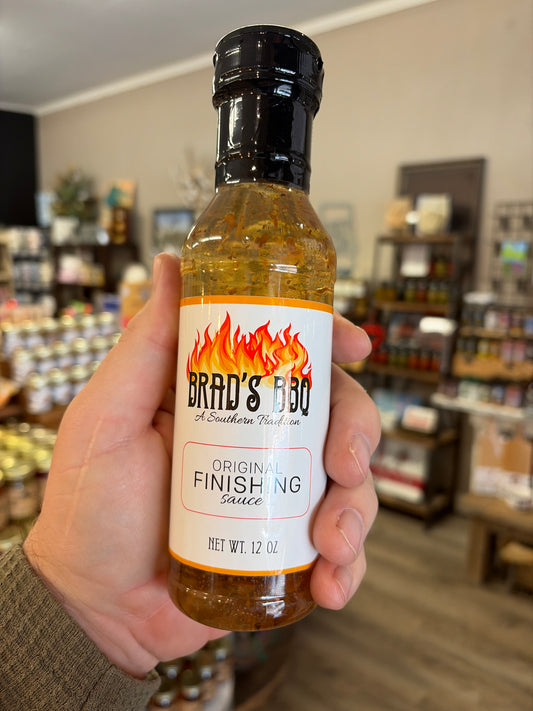 BRAD'S BBQ
A Southern Tradition
ORIGINAL
FINISHING
sauce
NET WT. 12 OZ